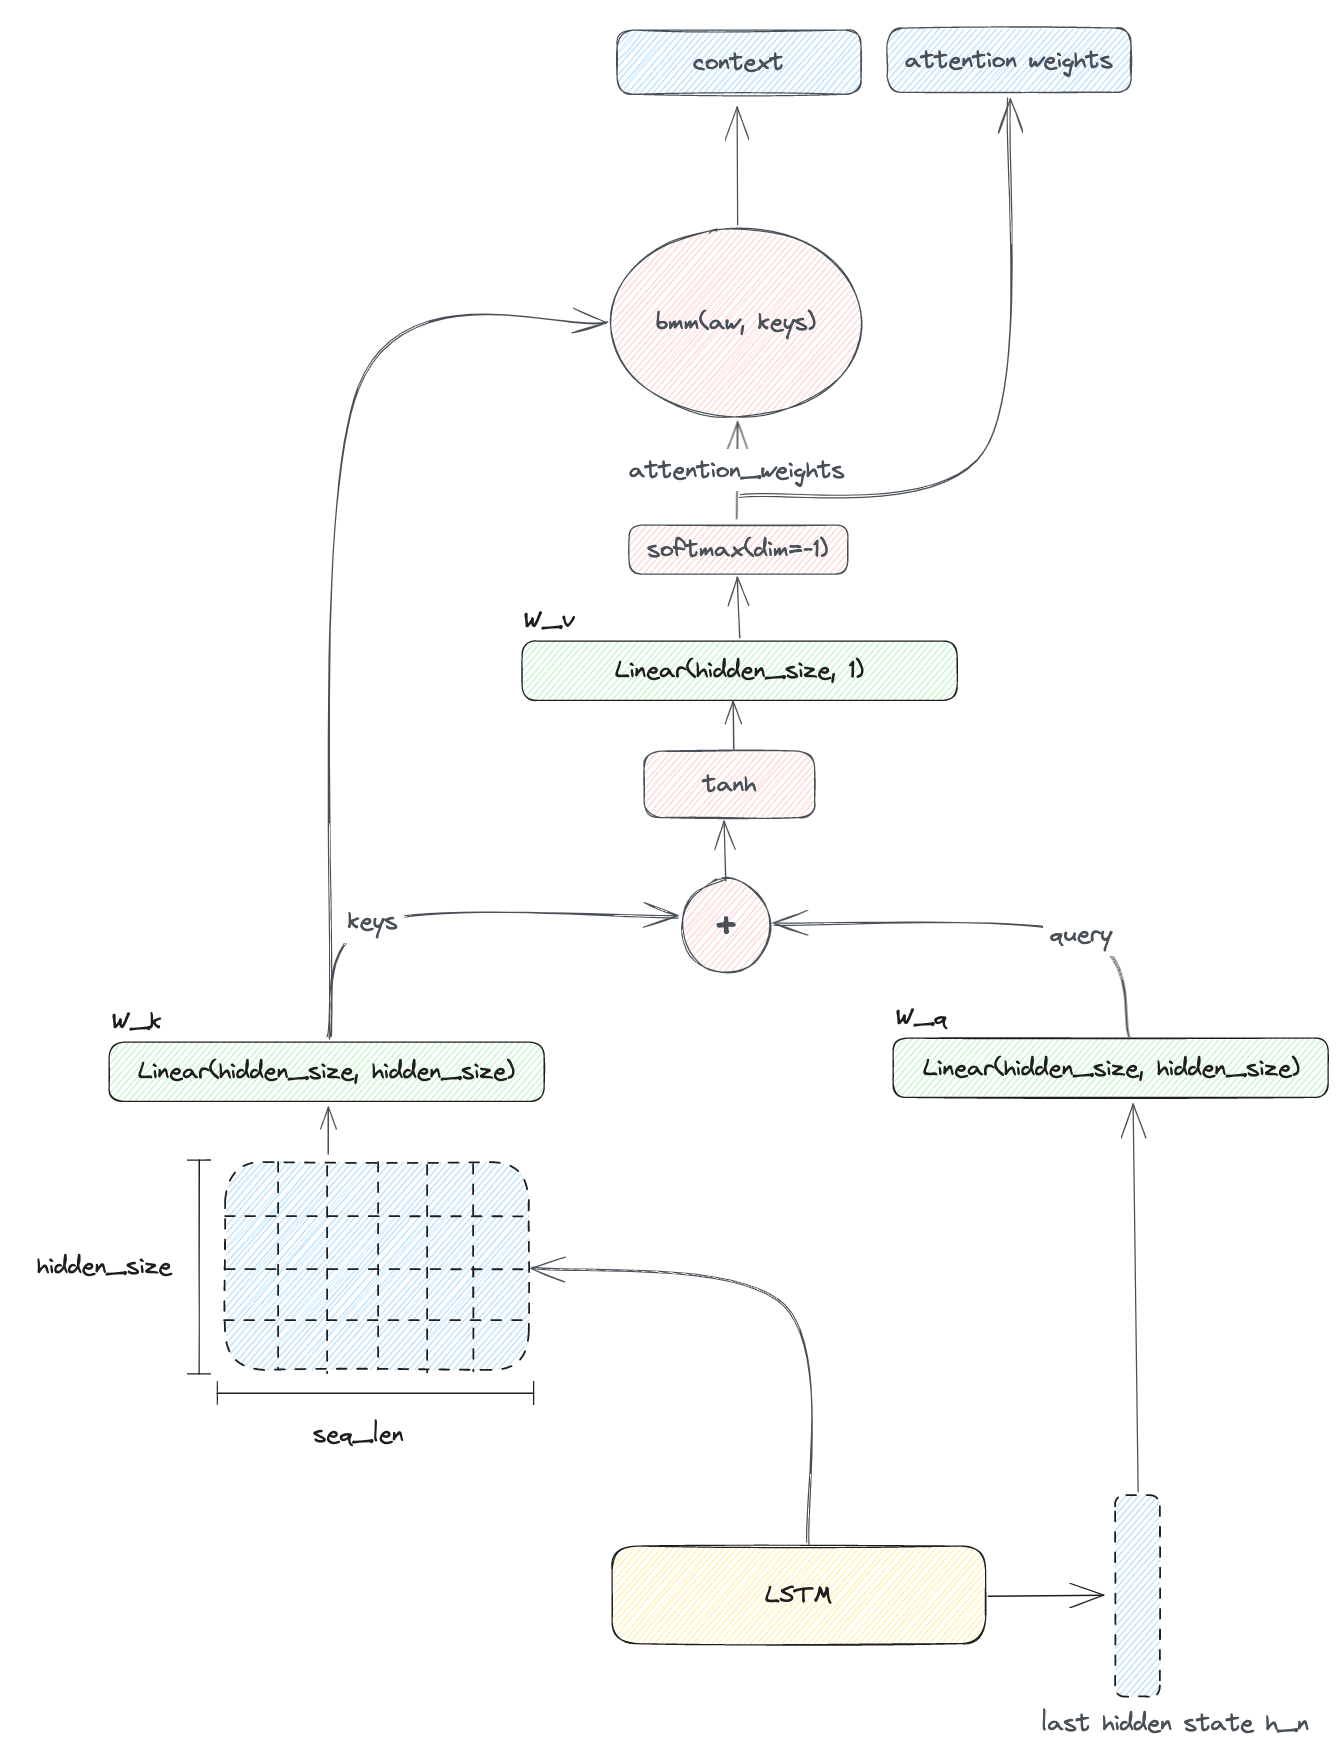 context
attention weights
bmm(aw, keys)
attention_weights
softmax(dim=-1)
W_v
Linear(hidden_size, 1)
tanh
keys
+
query
W_k
W_q
Linear(hidden_size, hidden_size)
Linear(hidden_size, hidden_size)
hidden_size
seq_len
LSTM
last hidden state h_n